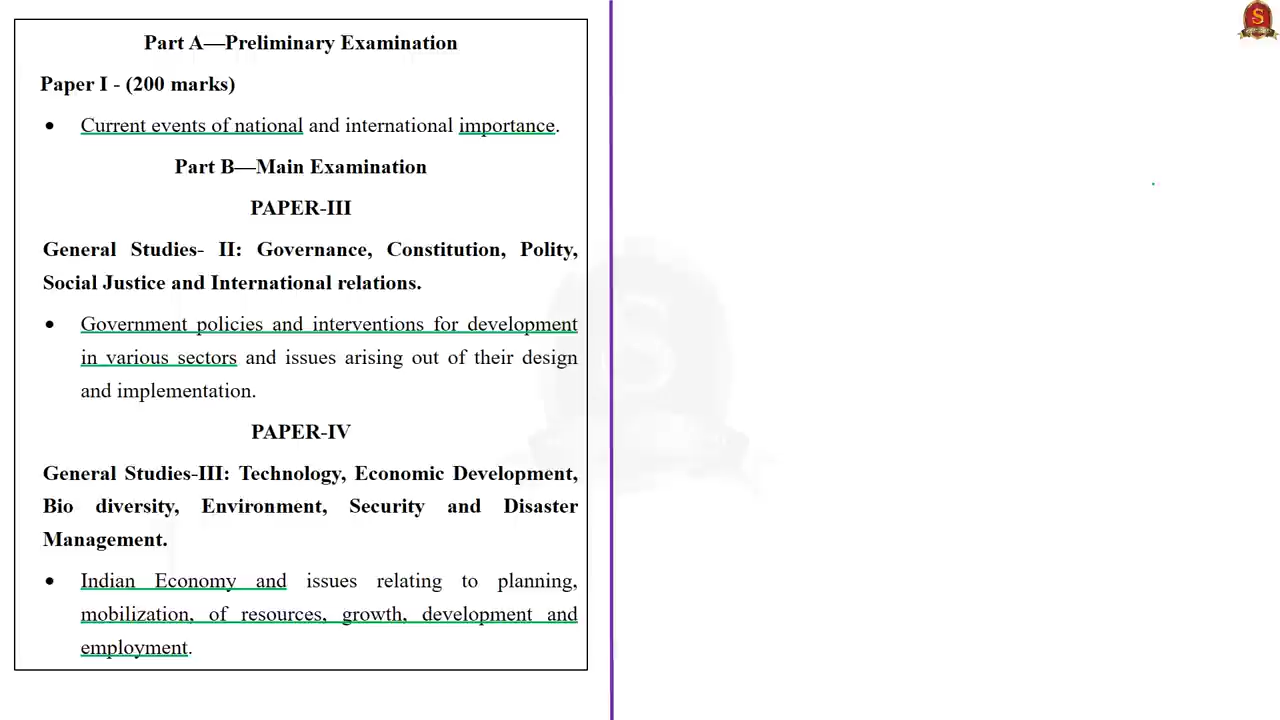 Part A—Preliminary Examination
Paper I - (200 marks)
• Current events of national and international importance.
Part B—Main Examination
PAPER-III
General Studies- II: Governance, Constitution, Polity,
Social Justice and International relations.
• Government policies and interventions for development
in various sectors and issues arising out of their design
and implementation.
PAPER-IV
General Studies-III: Technology, Economic Development,
Bio diversity, Environment, Security and Disaster
Management.
• Indian Economy and issues relating to planning,
mobilization, of resources, growth, development and
employment.
S
S